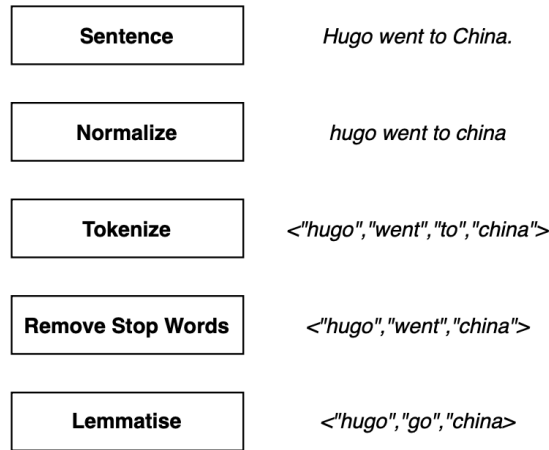 Sentence Hugo went to China.
Normalize hugo went to china
Tokenize <"hugo","went","to","china">
Remove Stop Words <"hugo","went","china">
Lemmatise <"hugo","go","china>